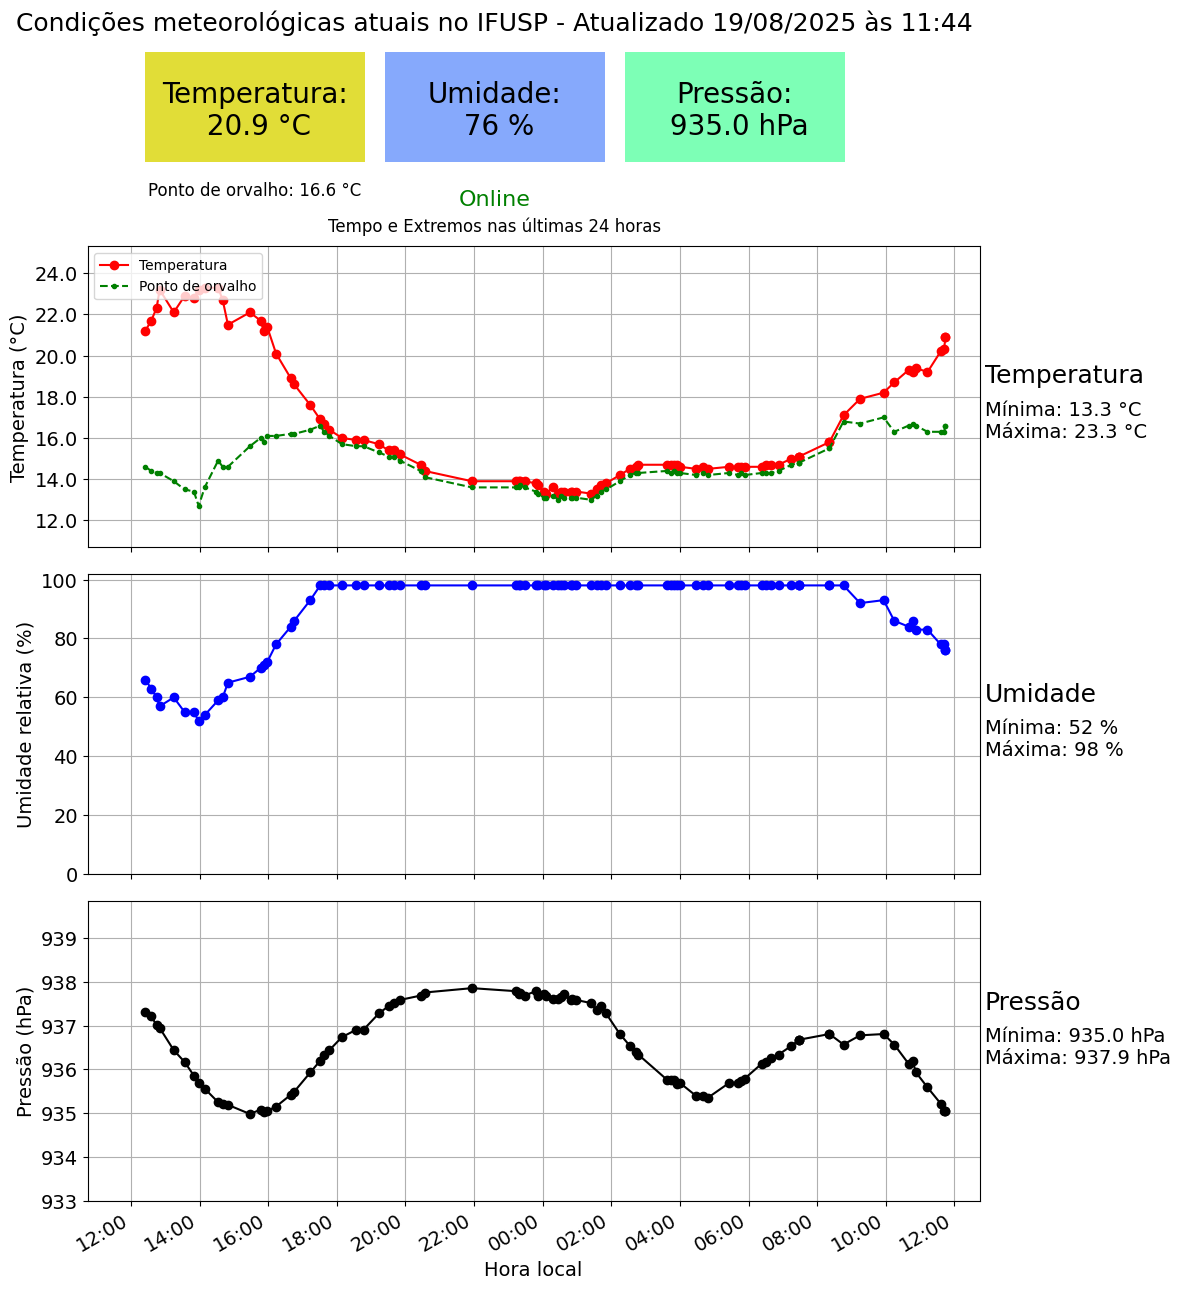 Condições meteorológicas atuais no IFUSP - Atualizado 19/08/2025 às 11:44
Temperatura:
20.9 °C
Umidade:
76 %
Pressão:
935.0 hPa
Ponto de orvalho: 16.6 °C
Online
Tempo e Extremos nas últimas 24 horas
Temperatura
Ponto de orvalho
Temperatura (°C)
24.0
22.0
20.0
18.0
16.0
14.0
12.0
Temperatura
Mínima: 13.3 °C
Máxima: 23.3 °C
Umidade relativa (%)
100
80
60
40
20
0
Umidade
Mínima: 52 %
Máxima: 98 %
Pressão (hPa)
939
938
937
936
935
934
933
Pressão
Mínima: 935.0 hPa
Máxima: 937.9 hPa
12:00
14:00
16:00
18:00
20:00
22:00
00:00
02:00
04:00
06:00
08:00
10:00
12:00
Hora local